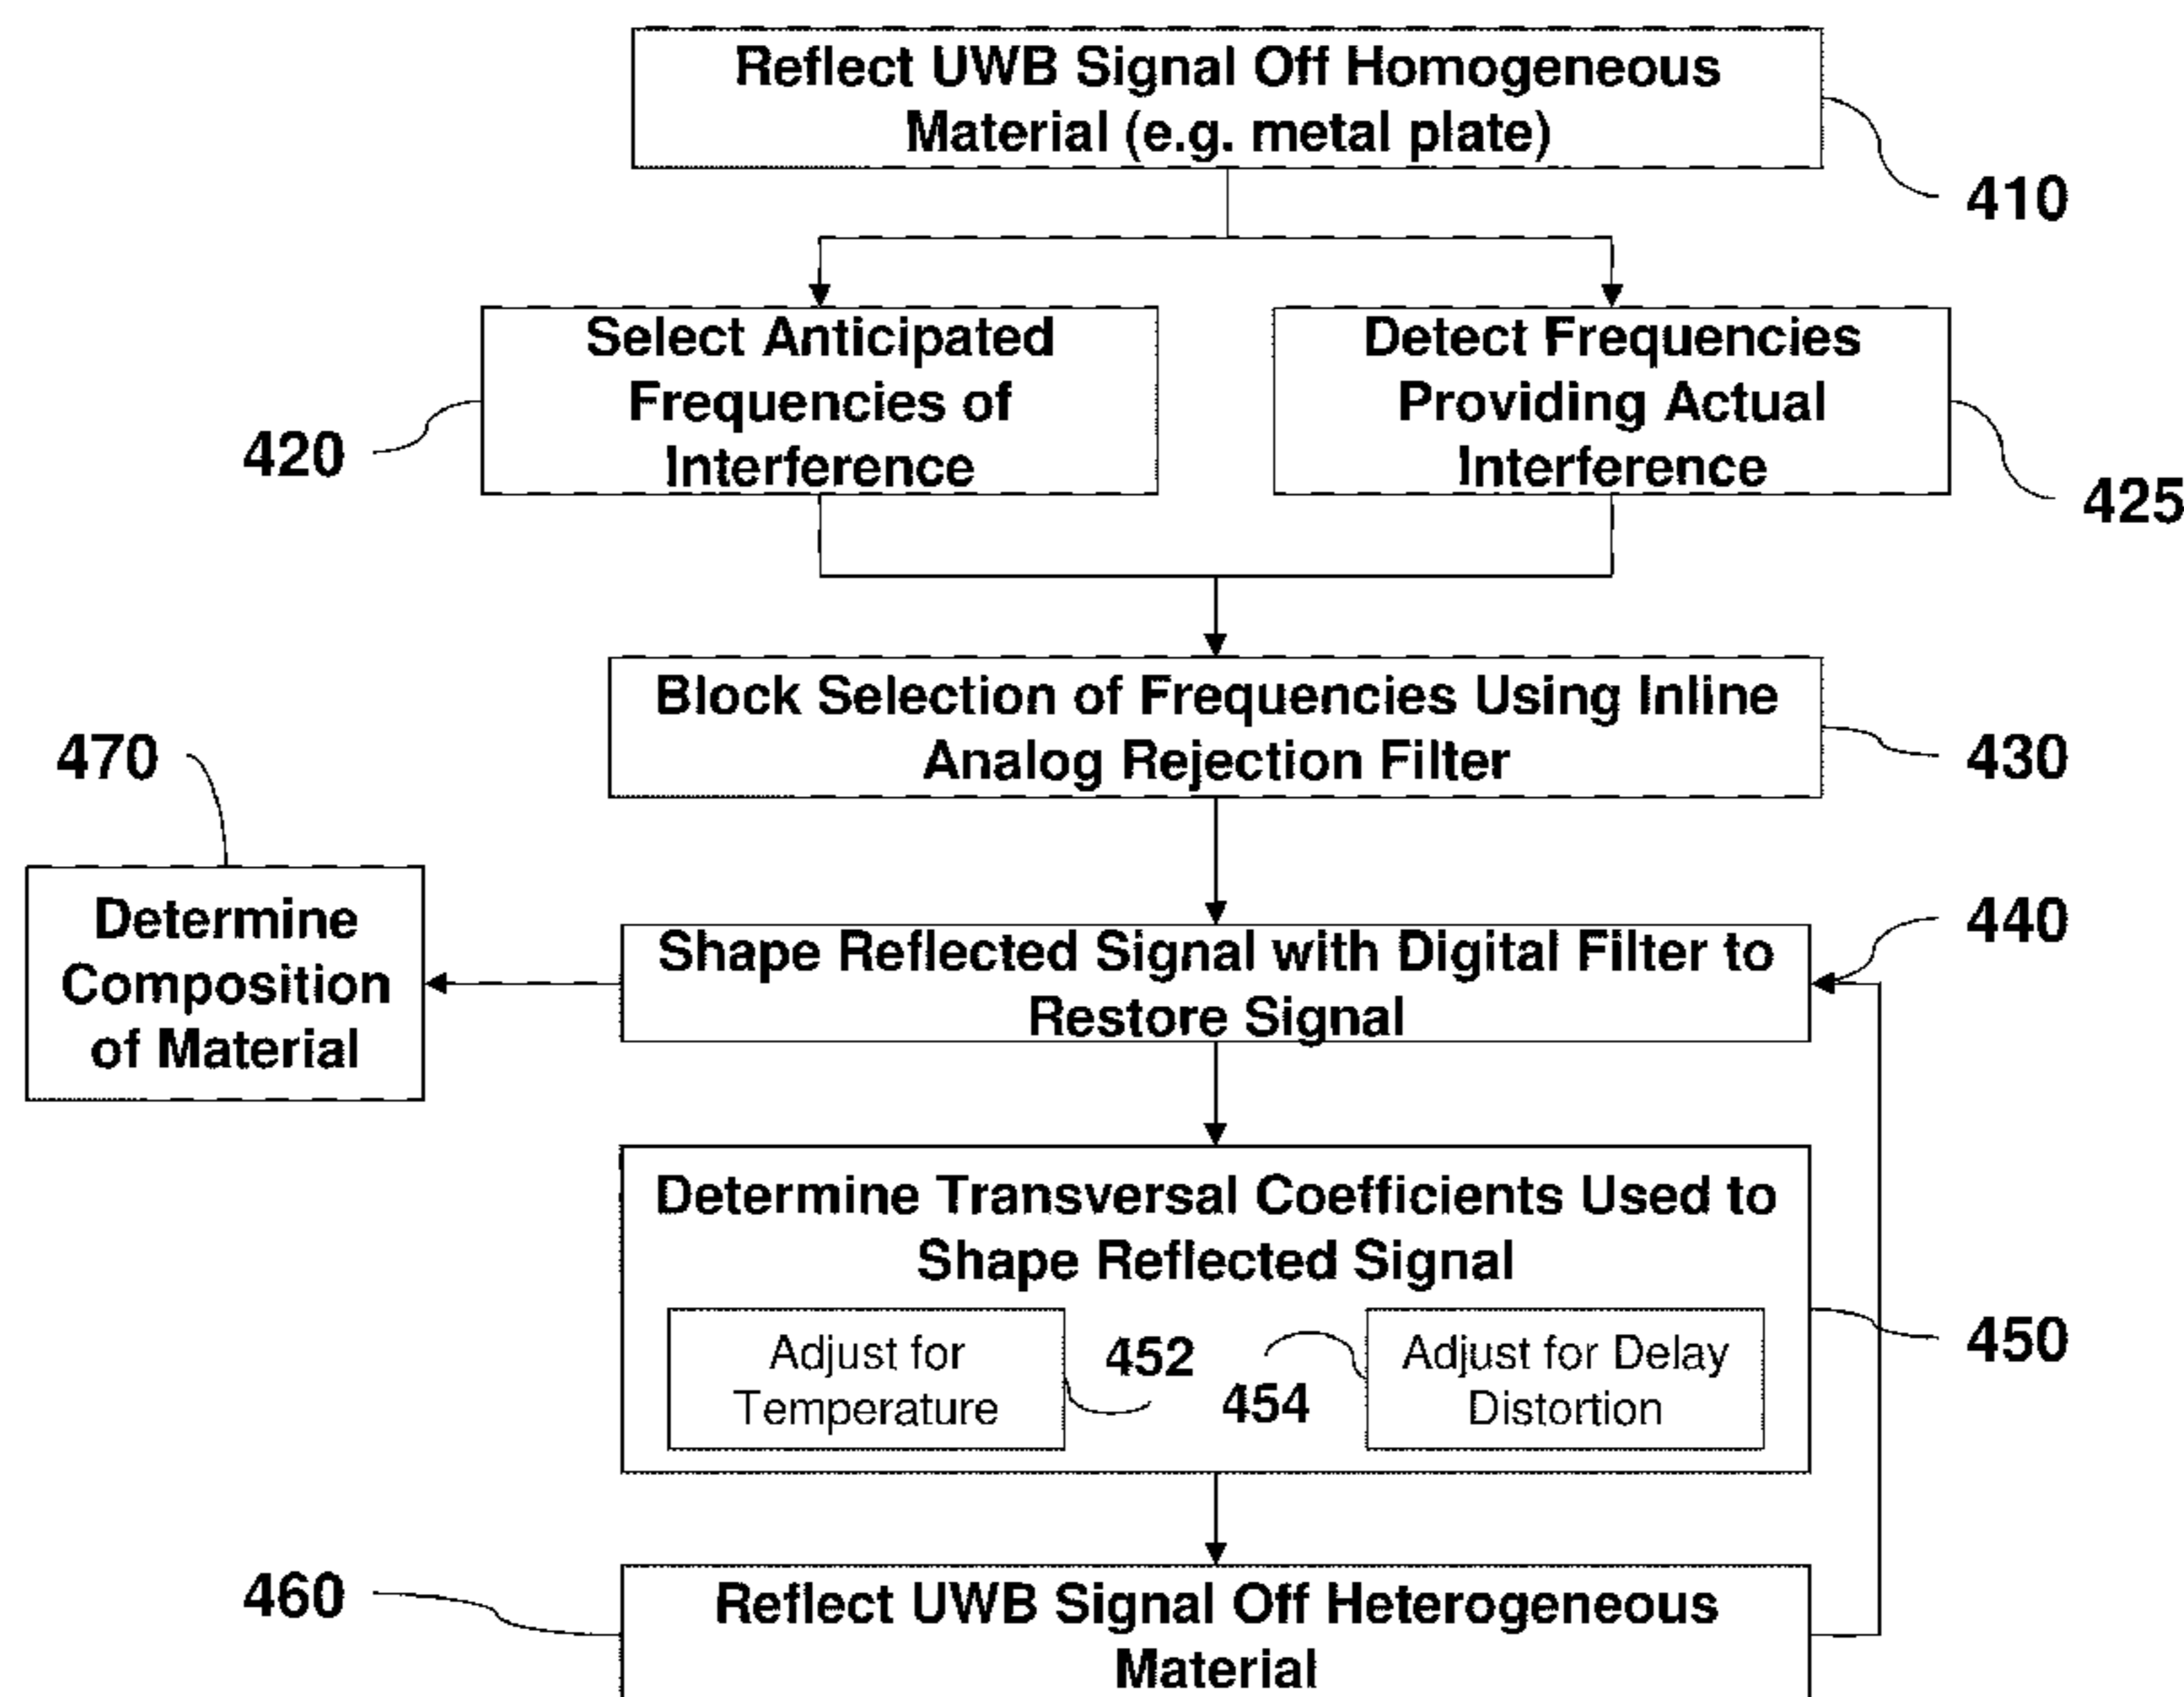 Reflect UWB Signal Off Homogeneous
Material (e.g. metal plate)
410
Select Anticipated
Frequencies of
Interference
420
Detect Frequencies
Providing Actual
Interference
425
Block Selection of Frequencies Using Inline
Analog Rejection Filter
430
470
Determine
Composition
of Material
Shape Reflected Signal with Digital Filter to
Restore Signal
440
Determine Transversal Coefficients Used to
Shape Reflected Signal
450
Adjust for
Temperature
452
454
Adjust for Delay
Distortion
460
Reflect UWB Signal Off Heterogeneous
Material